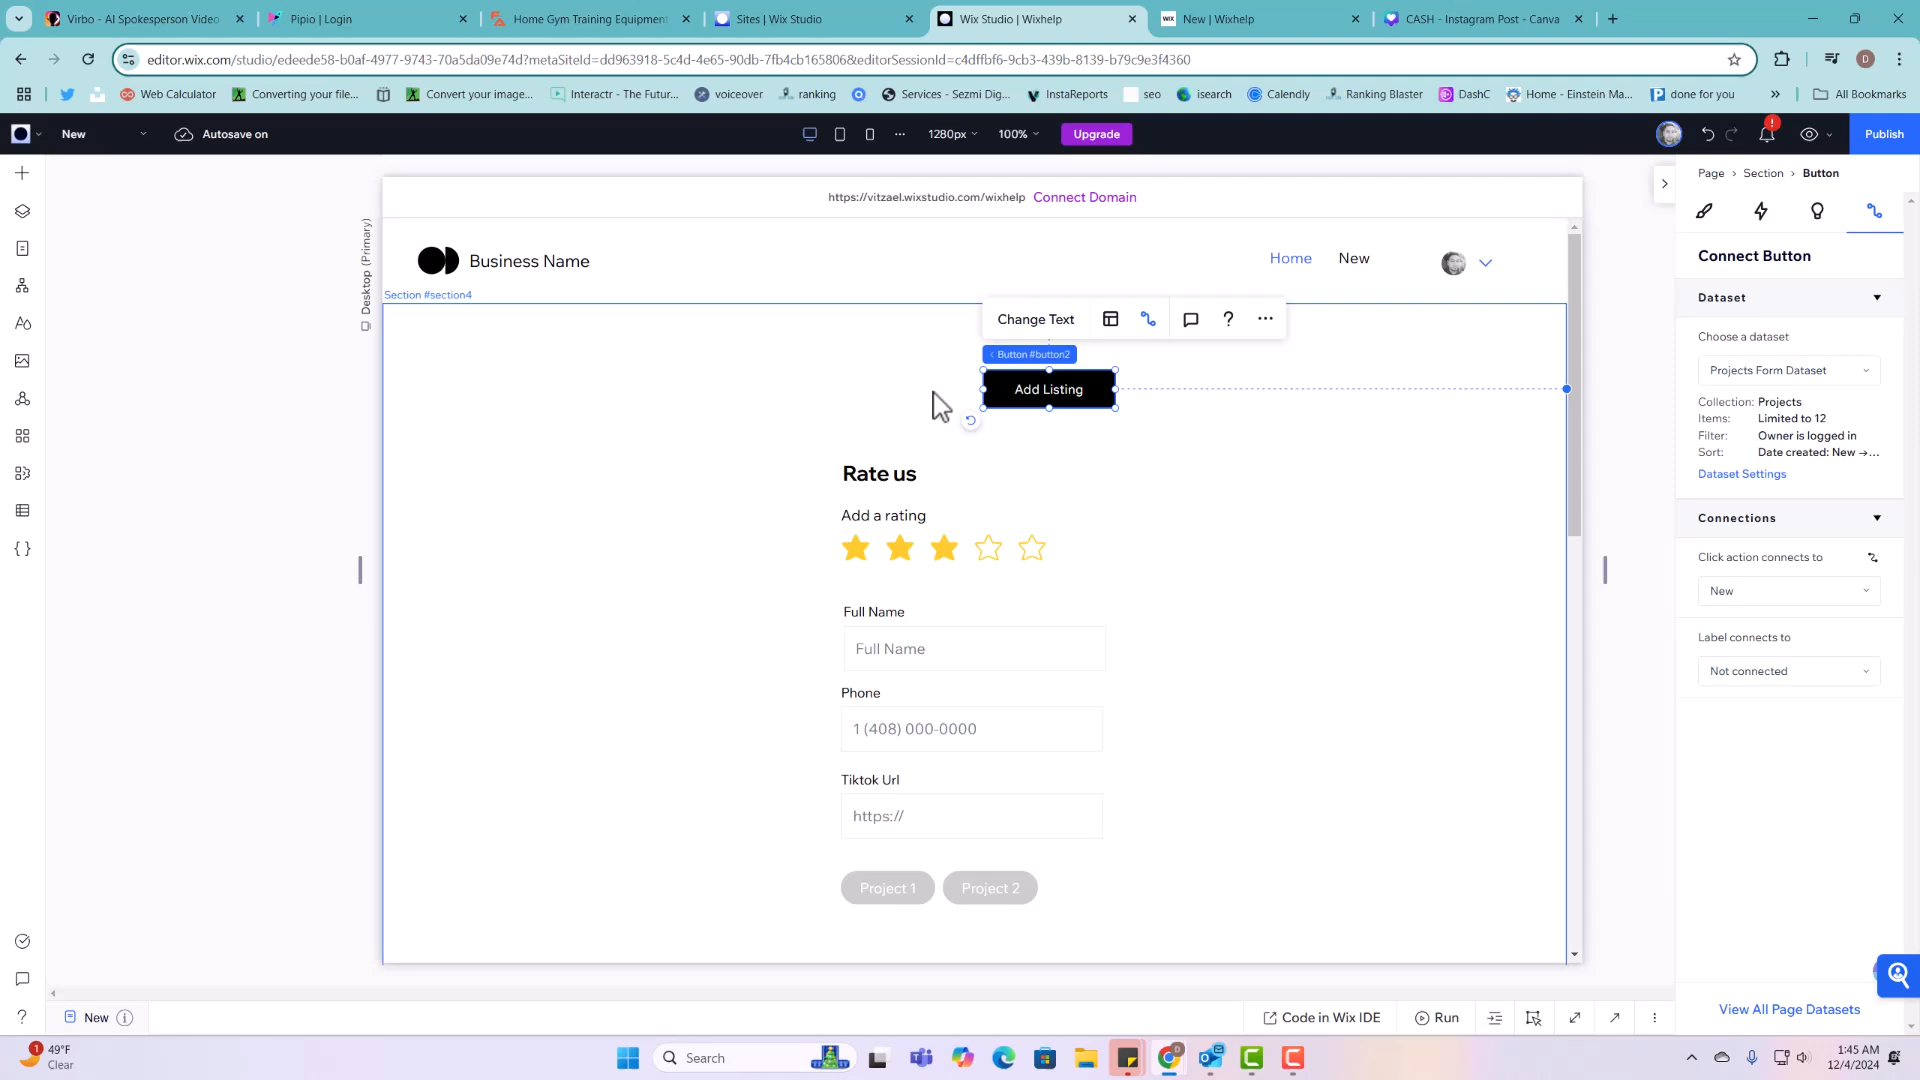 Virbo - AI Spokesperson Video
Pipio | Login
Home Gym Training Equipment
Sites | Wix Studio
Wix Studio | Wixhelp
WIX New | Wixhelp
CASH - Instagram Post - Canva
editor.wix.com/studio/edeede58-b0af-4977-9743-70a5da09e74d?metaSiteId=dd963918-5c4d-4e65-90db-7fb4cb165806&editorSessionId=c4dffbf6-9cb3-439b-8139-b79c9e3f4360
D
Web Calculator
Converting your file...
Convert your image...
Interactr - The Futur...
voiceover
ranking
Services - Sezmi Dig...
InstaReports
seo
isearch
Calendly
Ranking Blaster
DashC
Home - Einstein Ma...
done for you
All Bookmarks
New
Autosave on
1280px
100%
Upgrade
Publish
https://vitzael.wixstudio.com/wixhelp Connect Domain
Desktop (Primary)
Business Name
Home
New
Section #section4
Change Text
< Button #button2
Add Listing
Rate us
Add a rating
Full Name
Full Name
Phone
1 (408) 000-0000
Tiktok Url
https://
Project 1
Project 2
Page > Section > Button
Connect Button
Dataset
Choose a dataset
Projects Form Dataset
Collection: Projects
Items: Limited to 12
Filter: Owner is logged in
Sort: Date created: New →...
Dataset Settings
Connections
Click action connects to
New
Label connects to
Not connected
View All Page Datasets
New
Code in Wix IDE
Run
1
49°F
Clear
Search
D
1:45 AM
12/4/2024